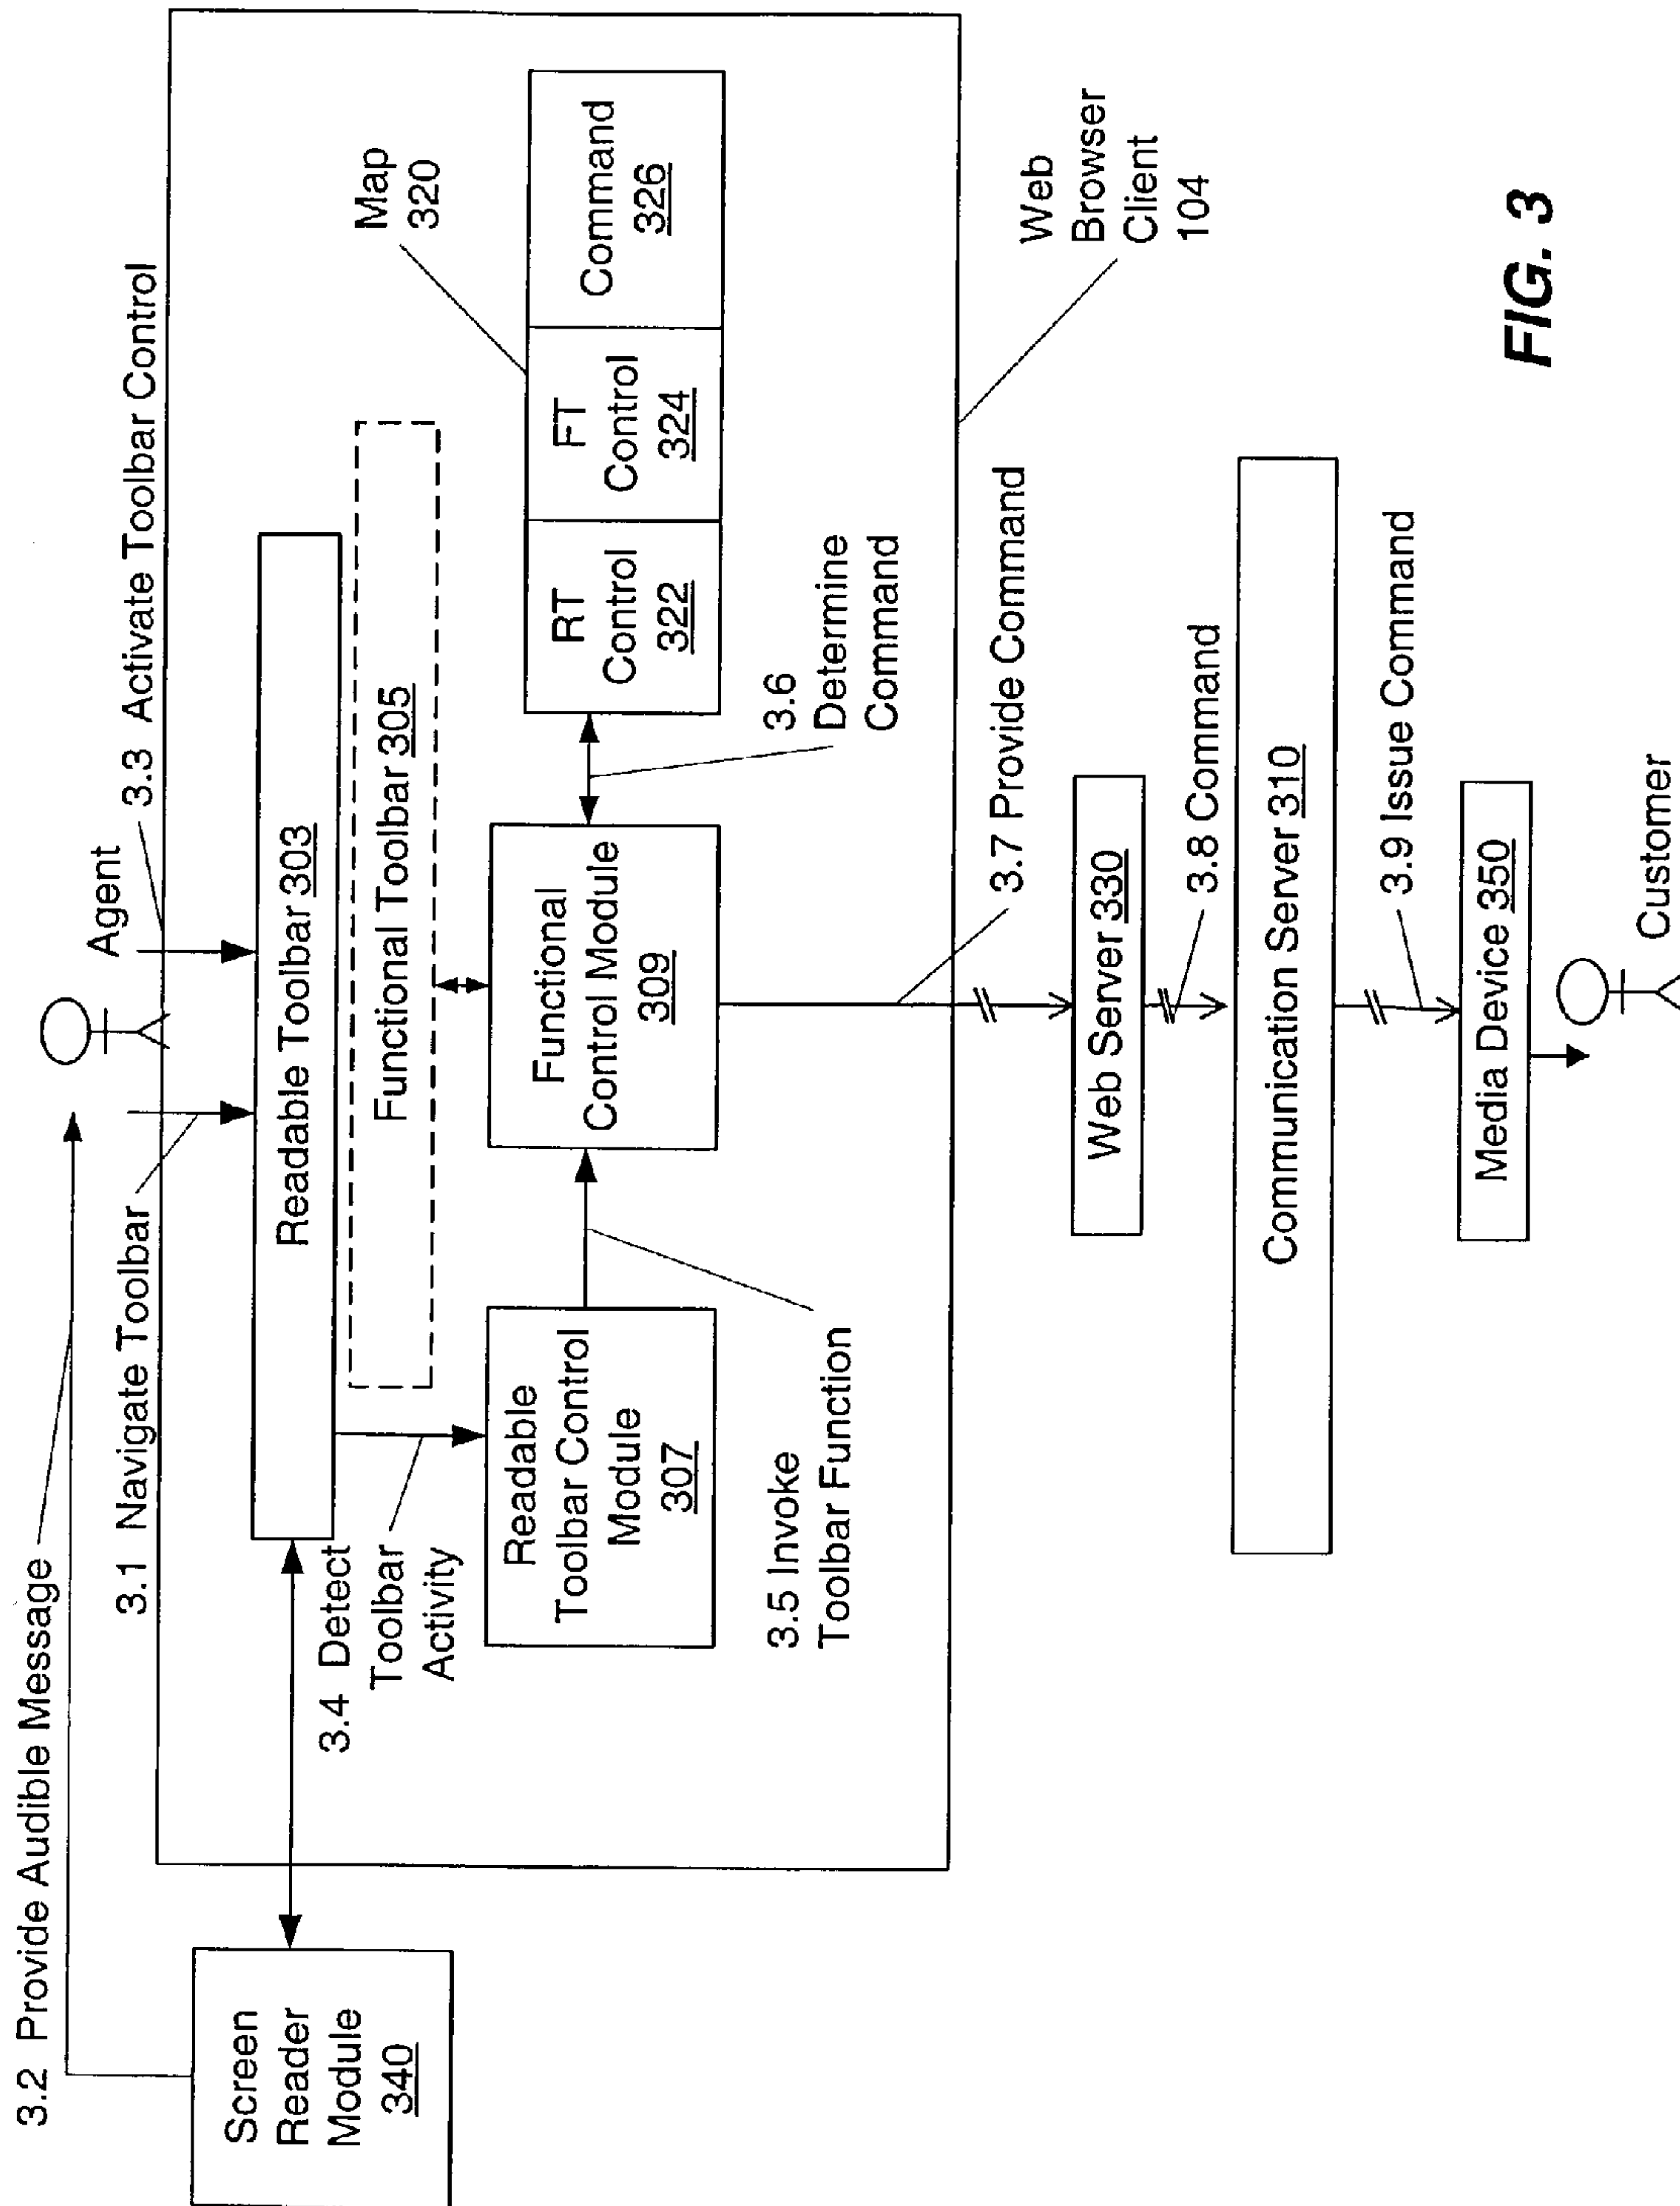 3.2 Provide Audible Message
Agent
3.1 Navigate Toolbar
3.3 Activate Toolbar Control
Screen
Reader
Module
340
Readable Toolbar 303
Functional Toolbar 305
3.4 Detect
Toolbar
Activity
Map
320
Readable
Toolbar Control
Module
307
Functional
Control Module
309
RT
Control
322
FT
Control
324
Command
326
3.5 Invoke
Toolbar Function
3.6
Determine
Command
3.7 Provide Command
Web
Browser
Client
104
Web Server 330
3.8 Command
Communication Server 310
3.9 Issue Command
Media Device 350
Customer
FIG. 3